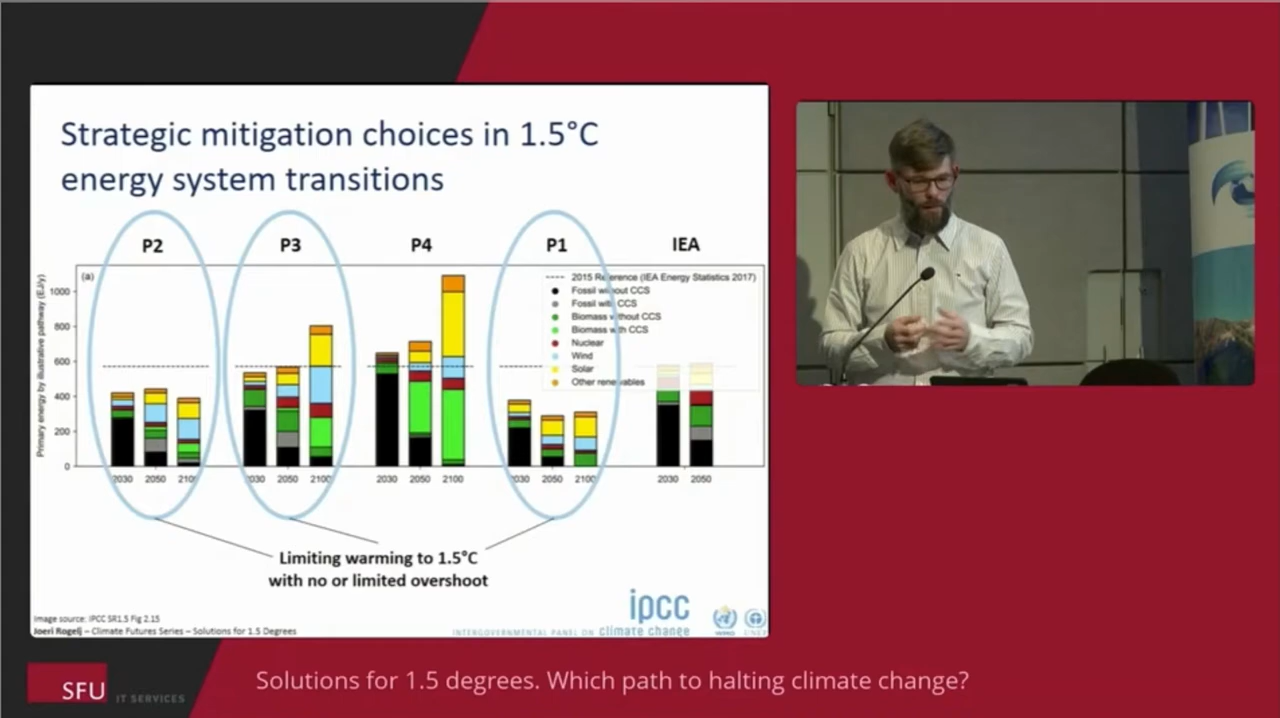 Strategic mitigation choices in 1.5°C
energy system transitions
P2 P3 P4 P1 IEA
(a)
Primary energy by illustrative pathway (EJ/y)
1000
800
600
400
200
0
2015 Reference (IEA Energy Statistics 2017)
Fossil without CCS
Fossil with CCS
Biomass without CCS
Biomass with CCS
Nuclear
Wind
Solar
Other renewables
2030 2050 2100 2030 2050 2100 2030 2050 2100 2030 2050 2100 2030 2050
Limiting warming to 1.5°C
with no or limited overshoot
Image source: IPCC SR1.5 Fig 2.15
Joeri Rogelj – Climate Futures Series – Solutions for 1.5 Degrees
ipcc
INTERGOVERNMENTAL PANEL ON climate change
WMO UNEP
SFU IT SERVICES
Solutions for 1.5 degrees. Which path to halting climate change?